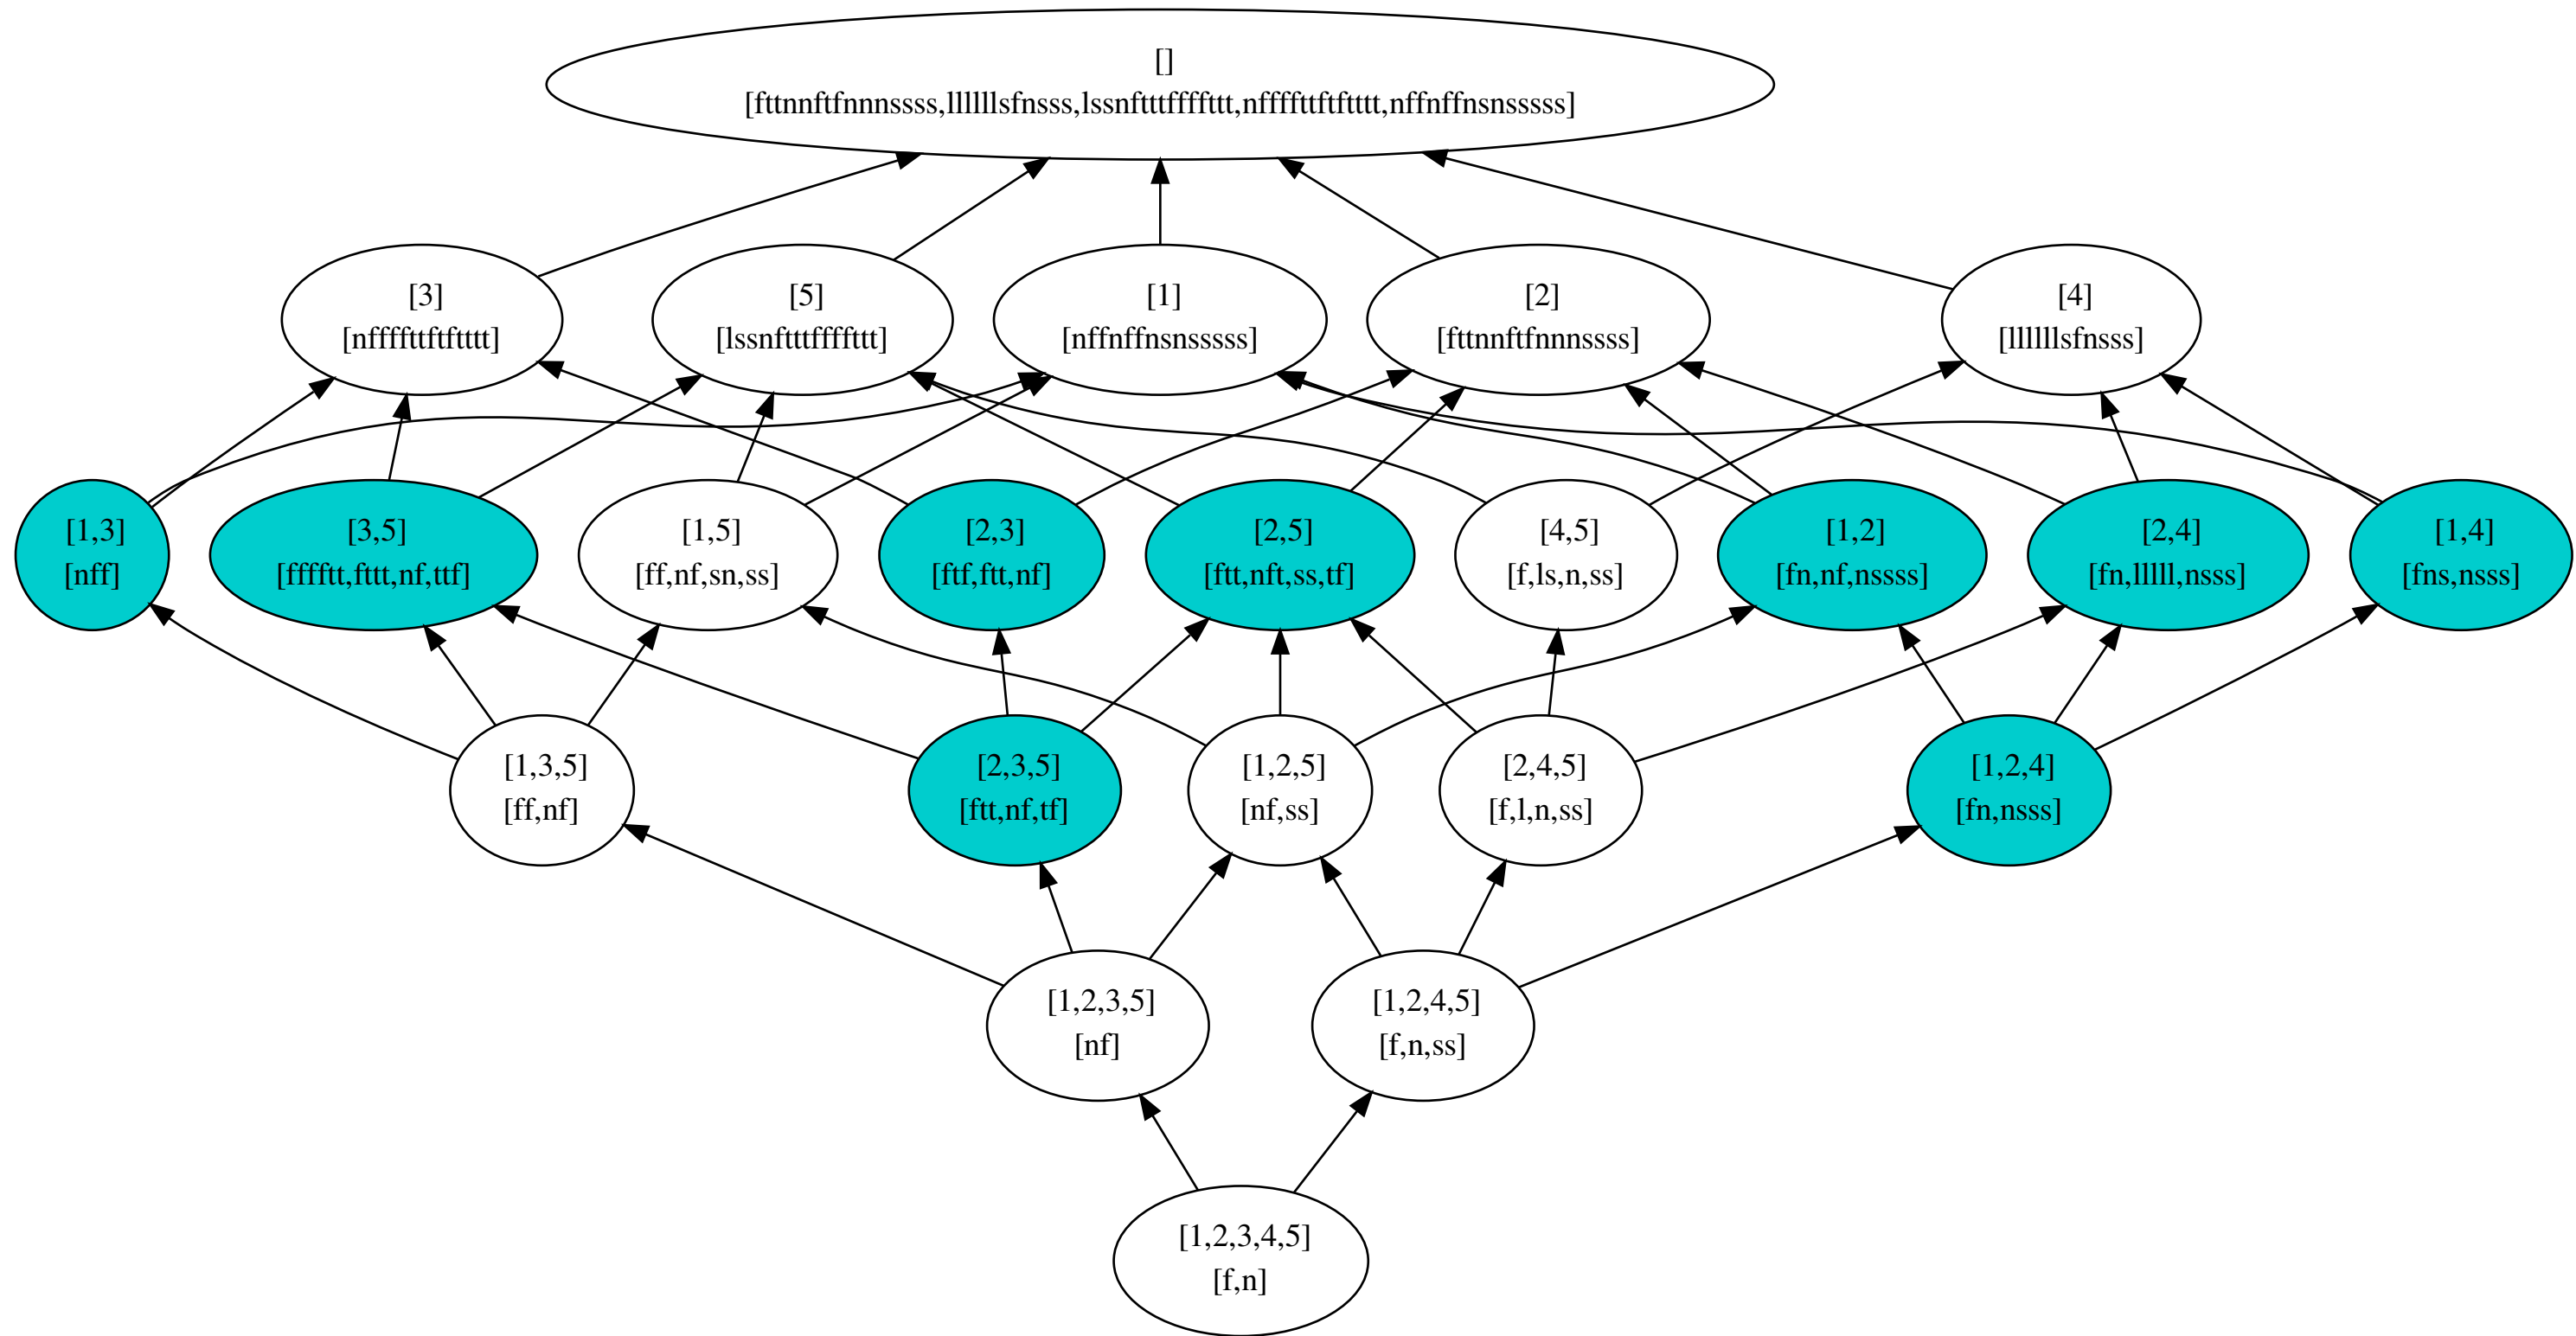 []
[fttnnftfnnnssss,llllllsfnsss,lssnftttffffttt,nffffttftftttt,nffnffnsnsssss]
[3]
[nffffttftftttt]
[5]
[lssnftttffffttt]
[1]
[nffnffnsnsssss]
[2]
[fttnnftfnnnssss]
[4]
[llllllsfnsss]
[1,3]
[nff]
[3,5]
[fffftt,fttt,nf,ttf]
[1,5]
[ff,nf,sn,ss]
[2,3]
[ftf,ftt,nf]
[2,5]
[ftt,nft,ss,tf]
[4,5]
[f,ls,n,ss]
[1,2]
[fn,nf,nssss]
[2,4]
[fn,lllll,nsss]
[1,4]
[fns,nsss]
[1,3,5]
[ff,nf]
[2,3,5]
[ftt,nf,tf]
[1,2,5]
[nf,ss]
[2,4,5]
[f,l,n,ss]
[1,2,4]
[fn,nsss]
[1,2,3,5]
[nf]
[1,2,4,5]
[f,n,ss]
[1,2,3,4,5]
[f,n]